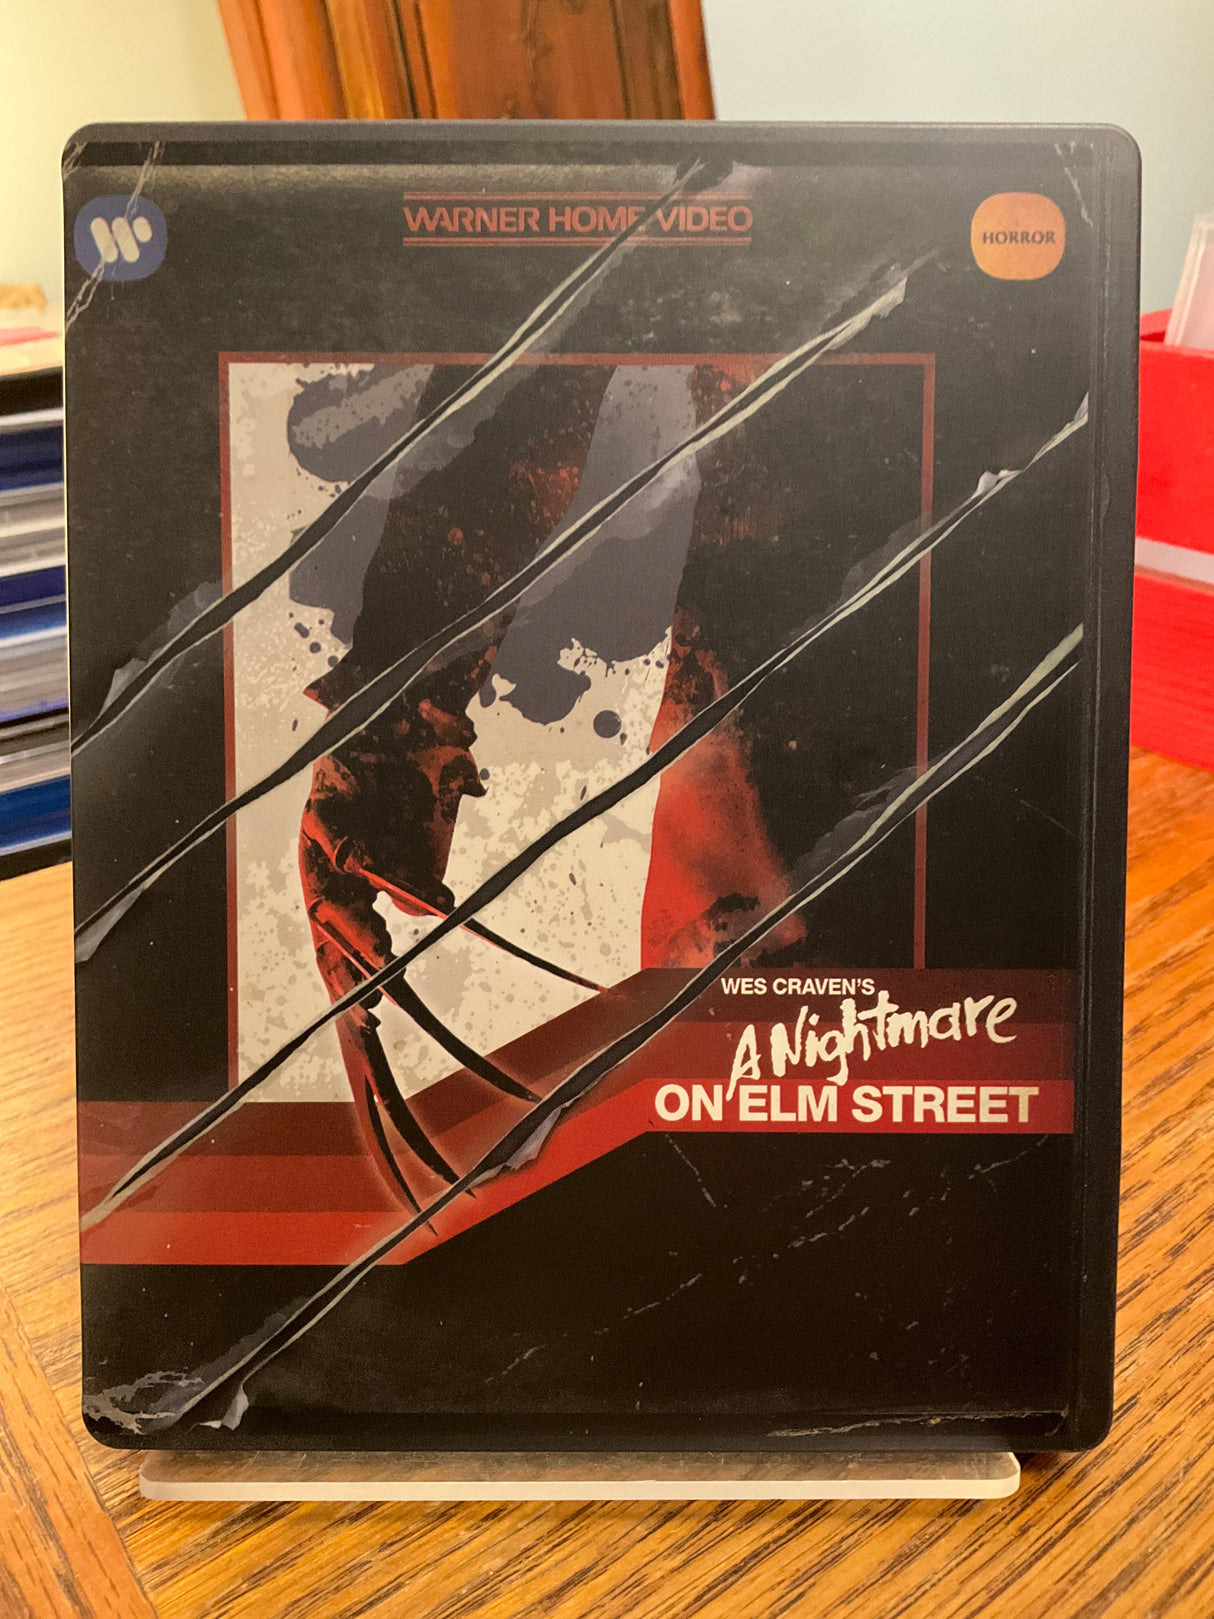 WARNER HOME VIDEO
HORROR
WES CRAVEN'S
A Nightmare
ON ELM STREET